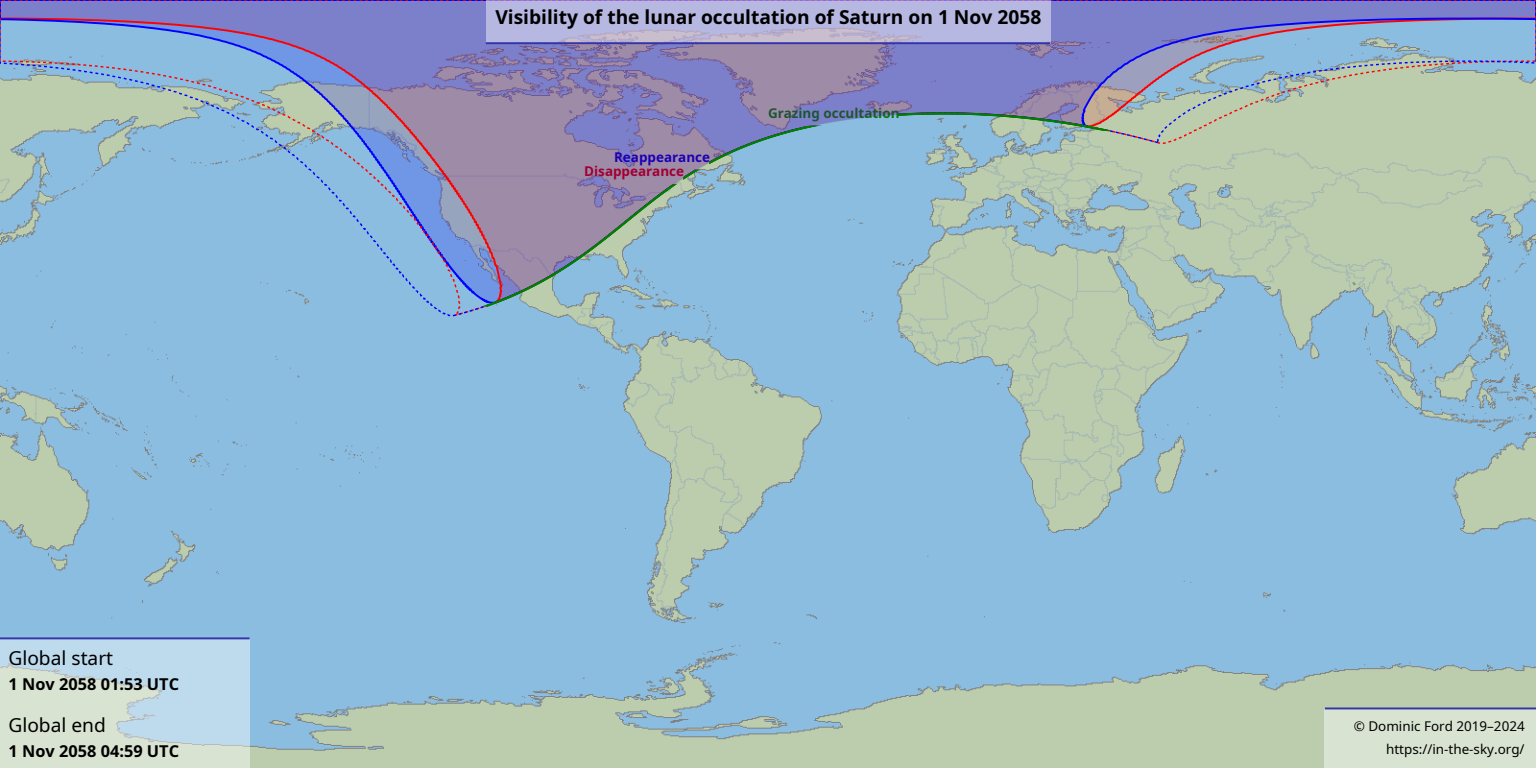 Visibility of the lunar occultation of Saturn on 1 Nov 2058
Grazing occultation
Reappearance
Disappearance
Global start
1 Nov 2058 01:53 UTC
Global end
1 Nov 2058 04:59 UTC
© Dominic Ford 2019–2024
https://in-the-sky.org/